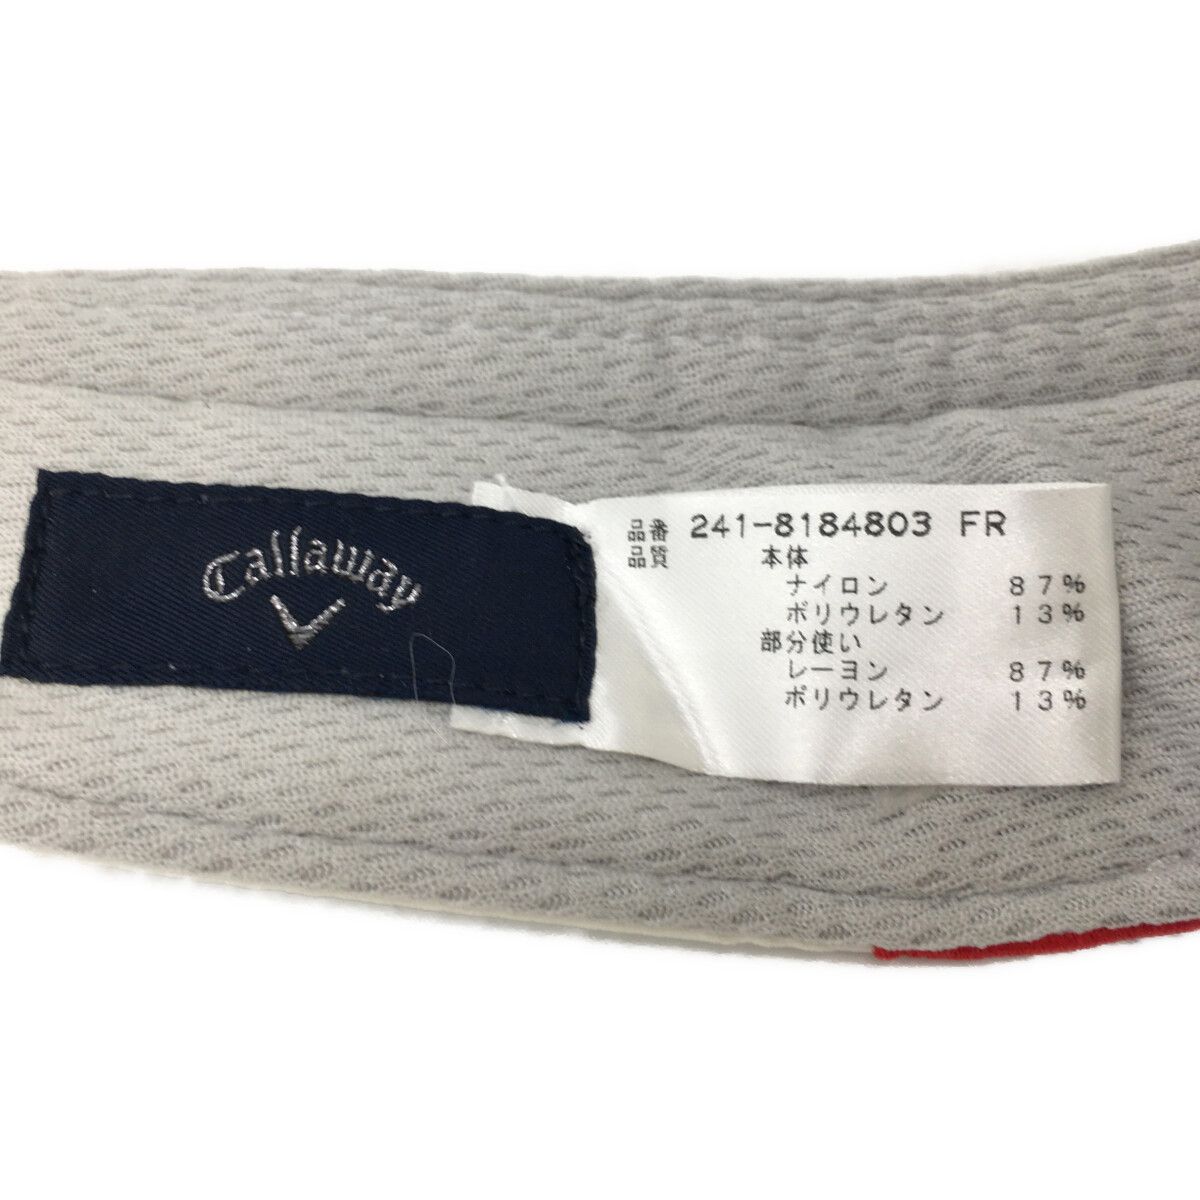 Callaway
品番 241-8184803 FR
品質 本体
ナイロン 87%
ポリウレタン 13%
部分使い
レーヨン 87%
ポリウレタン 13%